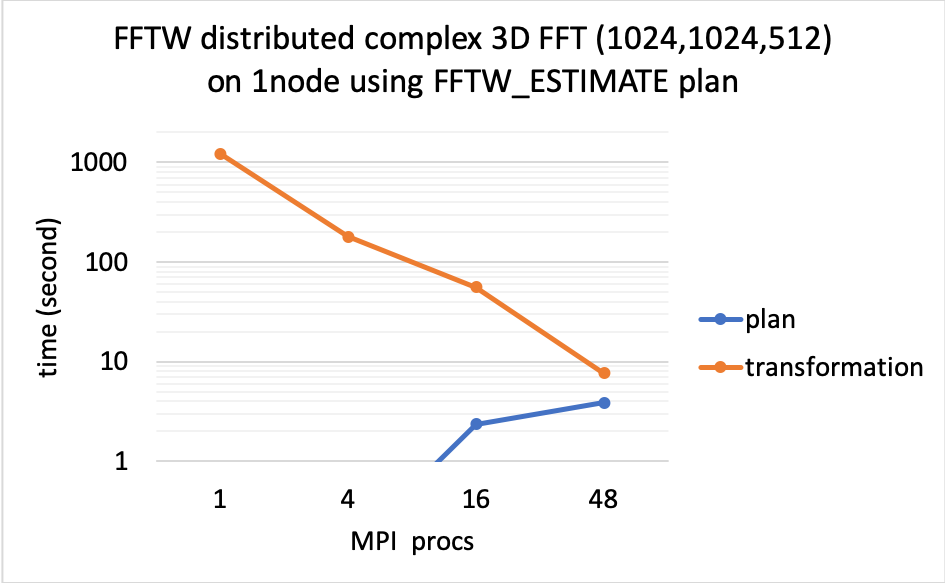 FFTW distributed complex 3D FFT (1024,1024,512)
on 1node using FFTW_ESTIMATE plan
1000
100
10
1
time (second)
1
4
16
48
MPI procs
plan
transformation